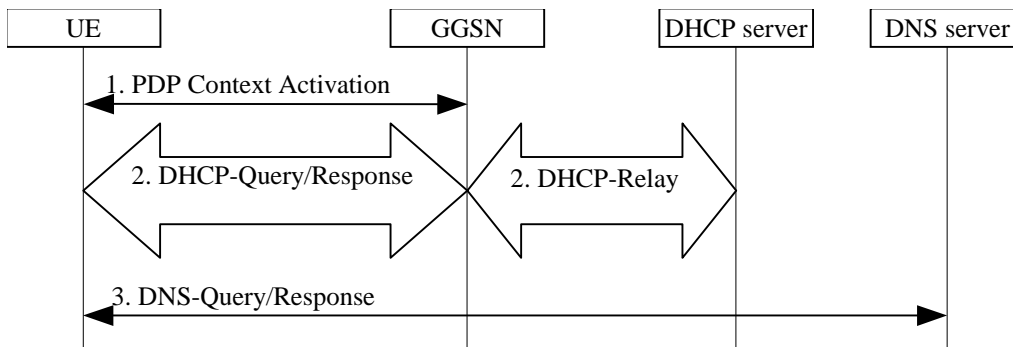 UE
GGSN
DHCP server
DNS server
1. PDP Context Activation
2. DHCP-Query/Response
2. DHCP-Relay
3. DNS-Query/Response